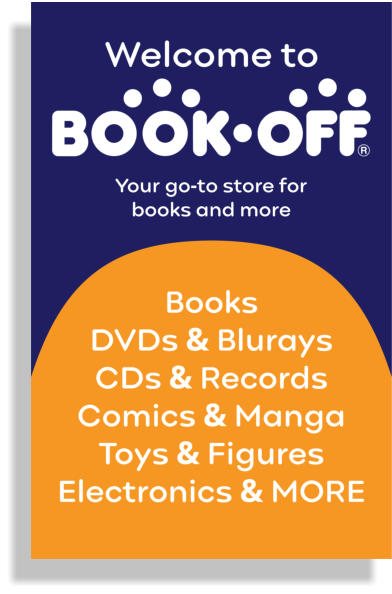 Welcome to
BOOK•OFF®
Your go-to store for
books and more
Books
DVDs & Blurays
CDs & Records
Comics & Manga
Toys & Figures
Electronics & MORE